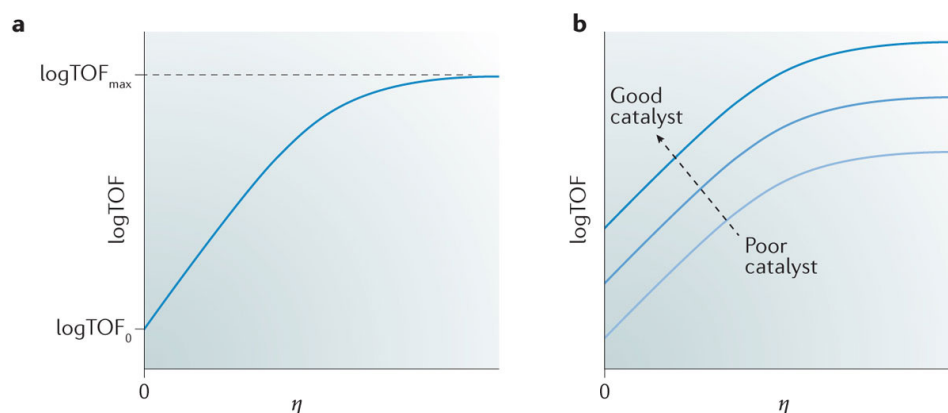 a
logTOFmax
logTOF
logTOF0
0
η
b
Good
catalyst
logTOF
Poor
catalyst
0
η